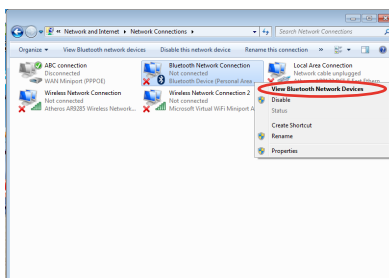 Network and Internet ▸ Network Connections ▸
Search Network Connections
Organize View Bluetooth network devices Disable this network device Rename this connection »
ABC connection
Disconnected
WAN Miniport (PPPOE)
Bluetooth Network Connection
Not connected
Bluetooth Device (Personal Area...
Local Area Connection
Network cable unplugged
Wireless Network Connection
Not connected
Atheros AR9285 Wireless Network...
Wireless Network Connection 2
Not connected
Microsoft Virtual WiFi Miniport A
View Bluetooth Network Devices
Disable
Status
Create Shortcut
Rename
Properties